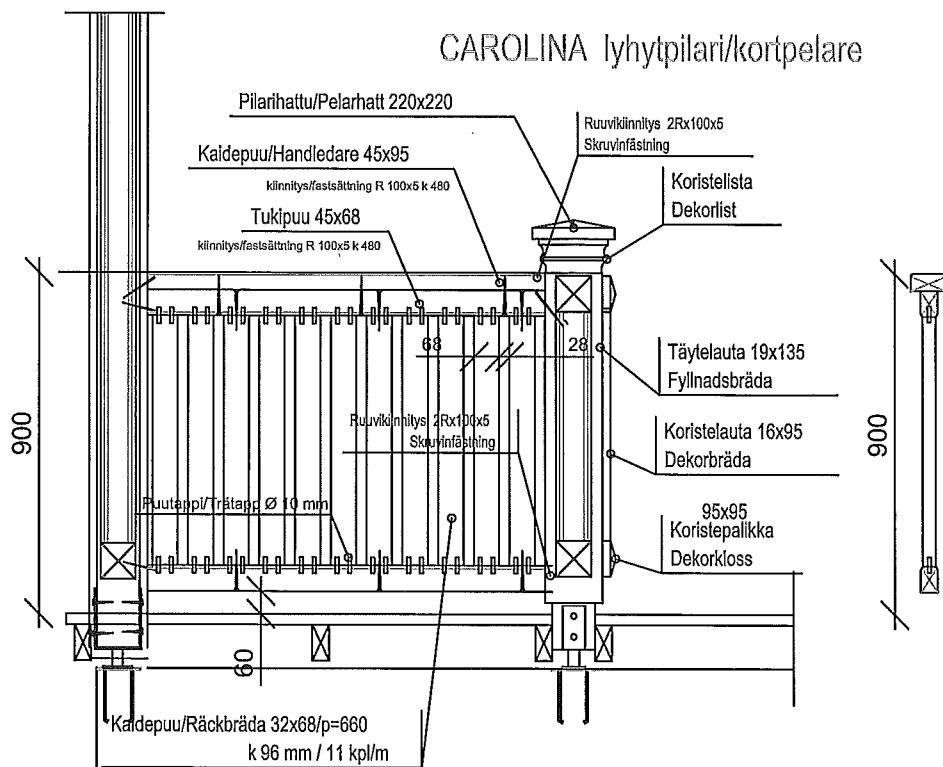 CAROLINA lyhytpilari/kortpelare
Pilarihattu/Pelarhatt 220x220
Ruuvikiinnitys 2Rx100x5
Skruvinfästning
Kaidepuu/Handledare 45x95
kiinnitys/fastsättning R 100x5 k 480
Koristelista
Dekorlist
Tukipuu 45x68
kiinnitys/fastsättning R 100x5 k 480
68
28
Täytelauta 19x135
Fyllnadsbräda
900
900
Ruuvikiinnitys 2Rx100x5
Skruvinfästning
Koristelauta 16x95
Dekorbräda
Puutappi/Trätapp Ø 10 mm
95x95
Koristepalikka
Dekorkloss
60
Kaidepuu/Räckbräda 32x68/p=660
k 96 mm / 11 kpl/m